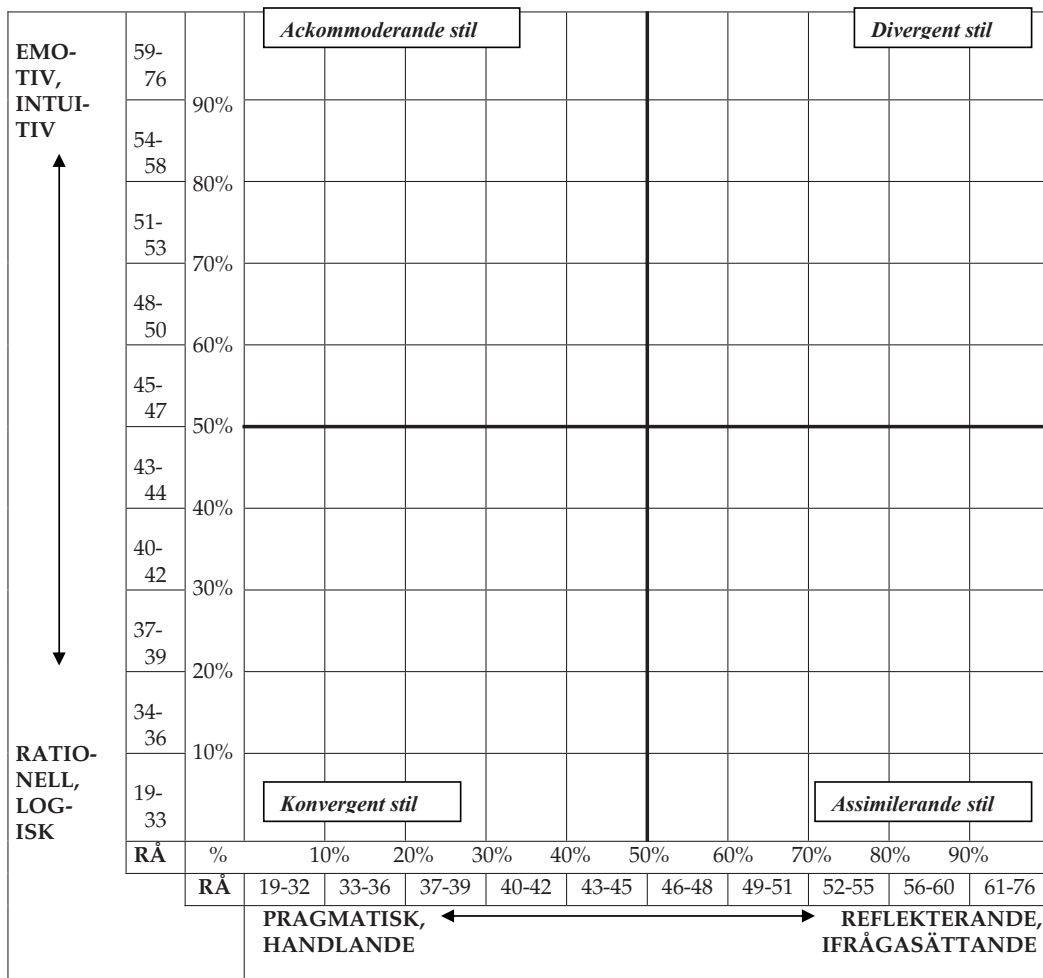 Ackommoderande stil
Divergent stil
EMO-
TIV,
INTUI-
TIV
59-
76
90%
54-
58
80%
51-
53
70%
48-
50
60%
45-
47
50%
43-
44
40%
40-
42
30%
37-
39
20%
34-
36
10%
RATIO-
NELL,
LOG-
ISK
19-
33
Konvergent stil
Assimilerande stil
RÅ % 10% 20% 30% 40% 50% 60% 70% 80% 90%
RÅ 19-32 33-36 37-39 40-42 43-45 46-48 49-51 52-55 56-60 61-76
PRAGMATISK,
HANDLANDE
REFLEKTERANDE,
IFRÅGASÄTTANDE